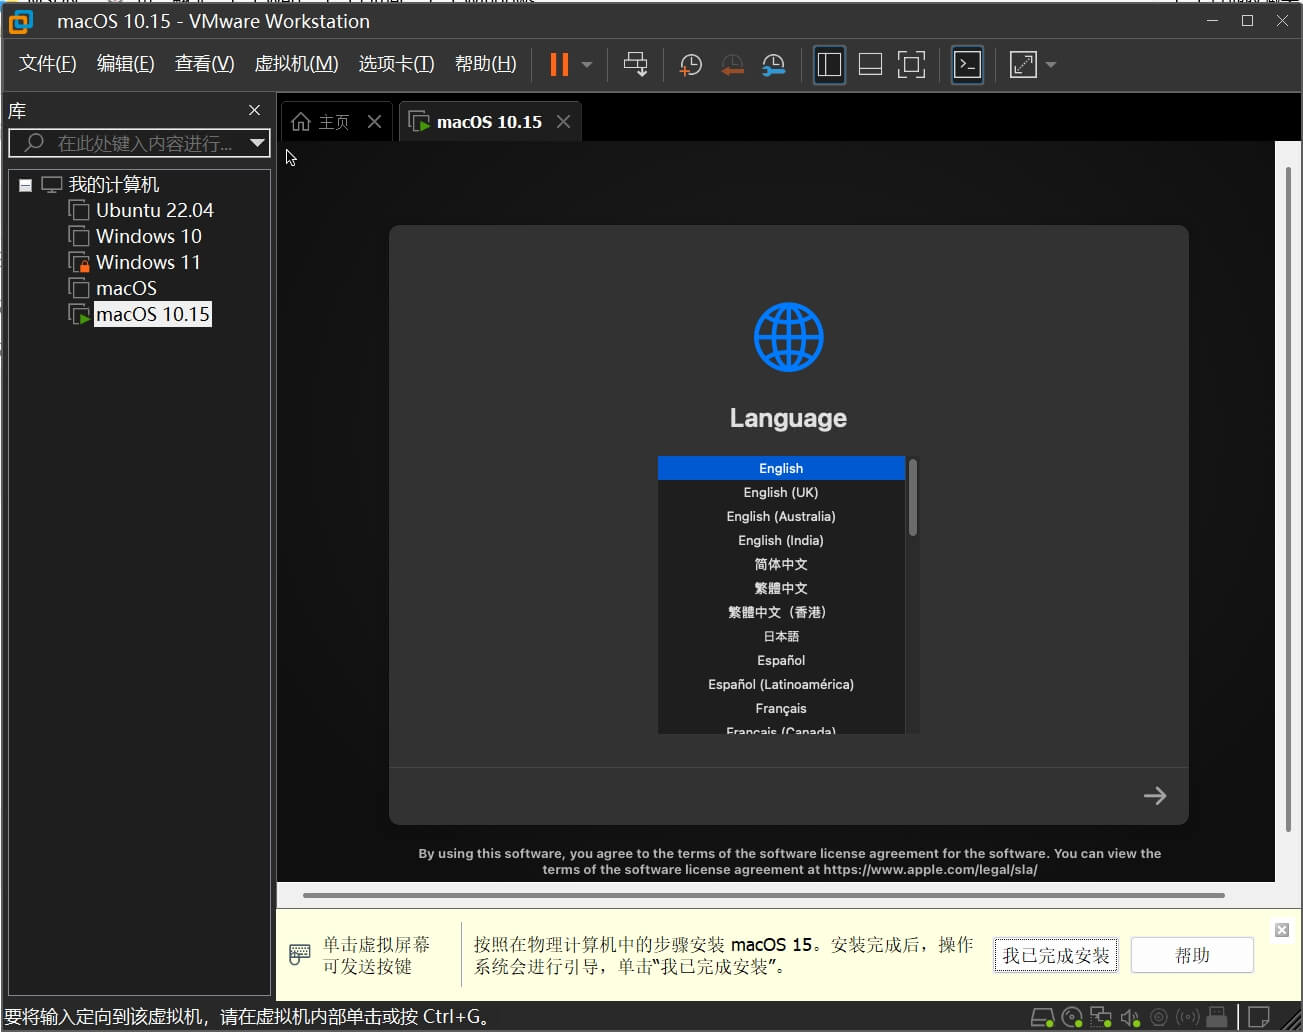 macOS 10.15 - VMware Workstation
文件(F) 编辑(E) 查看(V) 虚拟机(M) 选项卡(T) 帮助(H)
库
在此处键入内容进行...
我的计算机
Ubuntu 22.04
Windows 10
Windows 11
macOS
macOS 10.15
主页
macOS 10.15
Language
English
English (UK)
English (Australia)
English (India)
简体中文
繁體中文
繁體中文（香港）
日本語
Español
Español (Latinoamérica)
Français
Français (Canada)
By using this software, you agree to the terms of the software license agreement for the software. You can view the
terms of the software license agreement at https://www.apple.com/legal/sla/
单击虚拟屏幕
可发送按键
按照在物理计算机中的步骤安装 macOS 15。安装完成后，操作
系统会进行引导，单击“我已完成安装”。
我已完成安装
帮助
要将输入定向到该虚拟机，请在虚拟机内部单击或按 Ctrl+G。